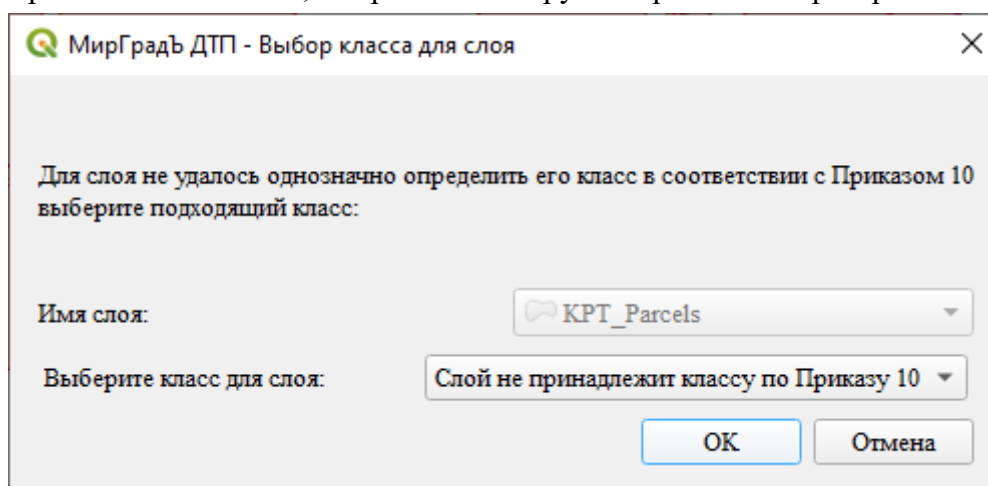 МирГрадЪ ДТП - Выбор класса для слоя
Для слоя не удалось однозначно определить его класс в соответствии с Приказом 10
выберите подходящий класс:
Имя слоя:
KPT_Parcels
Выберите класс для слоя:
Слой не принадлежит классу по Приказу 10
OK
Отмена